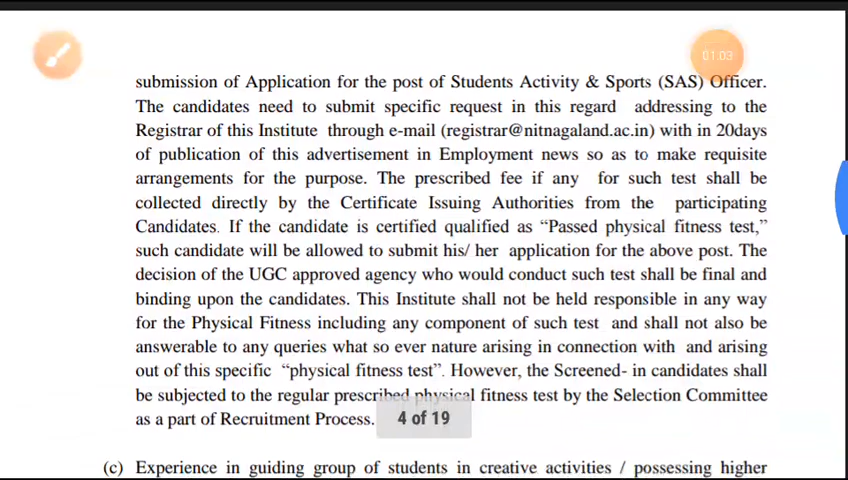 01:03
submission of Application for the post of Students Activity & Sports (SAS) Officer.
The candidates need to submit specific request in this regard addressing to the
Registrar of this Institute through e-mail (registrar@nitnagaland.ac.in) with in 20days
of publication of this advertisement in Employment news so as to make requisite
arrangements for the purpose. The prescribed fee if any for such test shall be
collected directly by the Certificate Issuing Authorities from the participating
Candidates. If the candidate is certified qualified as “Passed physical fitness test,”
such candidate will be allowed to submit his/ her application for the above post. The
decision of the UGC approved agency who would conduct such test shall be final and
binding upon the candidates. This Institute shall not be held responsible in any way
for the Physical Fitness including any component of such test and shall not also be
answerable to any queries what so ever nature arising in connection with and arising
out of this specific “physical fitness test”. However, the Screened- in candidates shall
be subjected to the regular prescribed physical fitness test by the Selection Committee
as a part of Recruitment Process.
4 of 19
(c) Experience in guiding group of students in creative activities / possessing higher